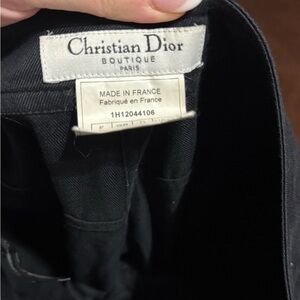 Christian Dior
BOUTIQUE
PARIS
MADE IN FRANCE
Fabriqué en France
1H12044106
F